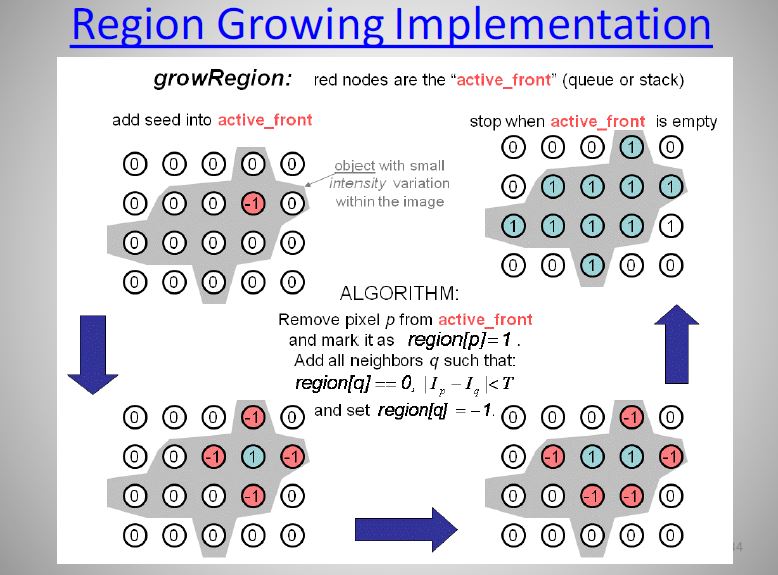 Region Growing Implementation
growRegion: red nodes are the “active_front” (queue or stack)
add seed into active_front
0 0 0 0 0
0 0 0 -1 0
0 0 0 0 0
0 0 0 0 0
object with small
intensity variation
within the image
stop when active_front is empty
0 0 0 1 0
0 1 1 1 1
1 1 1 1 1
0 0 1 0 0
ALGORITHM:
Remove pixel p from active_front
and mark it as region[p]=1 .
Add all neighbors q such that:
region[q] == 0, | I_p − I_q |< T
and set region[q] = −1.
0 0 0 -1 0
0 0 -1 1 -1
0 0 0 -1 0
0 0 0 0 0
0 0 0 -1 0
0 -1 1 1 -1
0 0 -1 -1 0
0 0 0 0 0